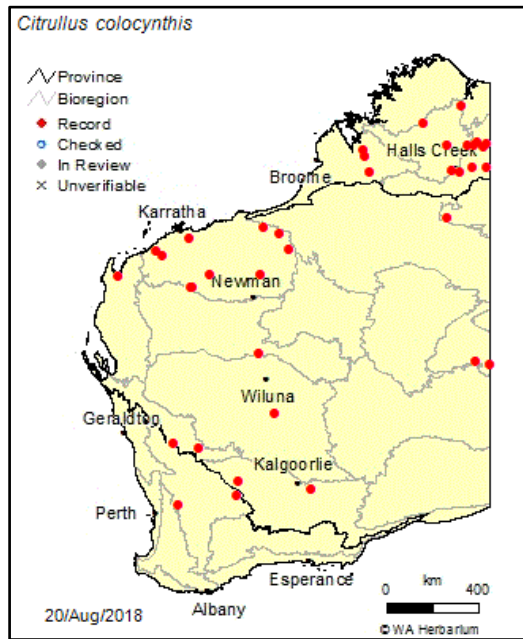 Citrullus colocynthis
Province
Bioregion
Record
Checked
In Review
Unverifiable
Halls Creek
Broome
Karratha
Newman
Wiluna
Geraldton
Kalgoorlie
Perth
Esperance
Albany
km
0 400
20/Aug/2018
© WA Herbarium